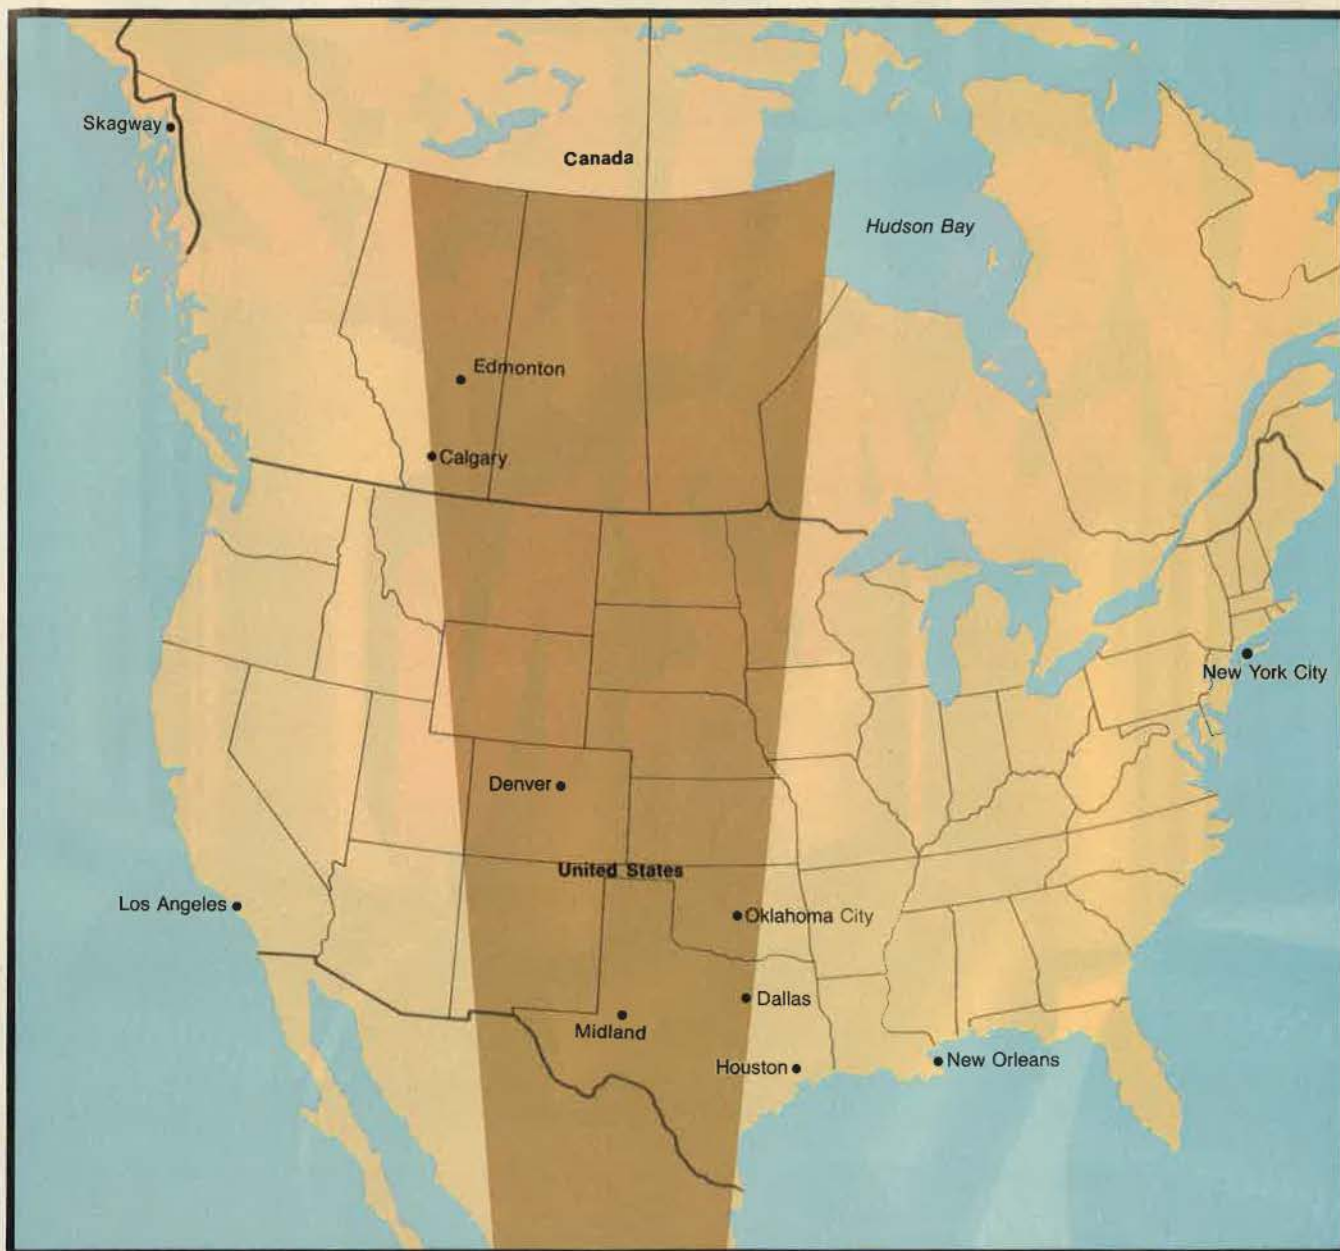 Skagway
Canada
Hudson Bay
Edmonton
Calgary
New York City
Denver
United States
Los Angeles
Oklahoma City
Dallas
Midland
Houston
New Orleans